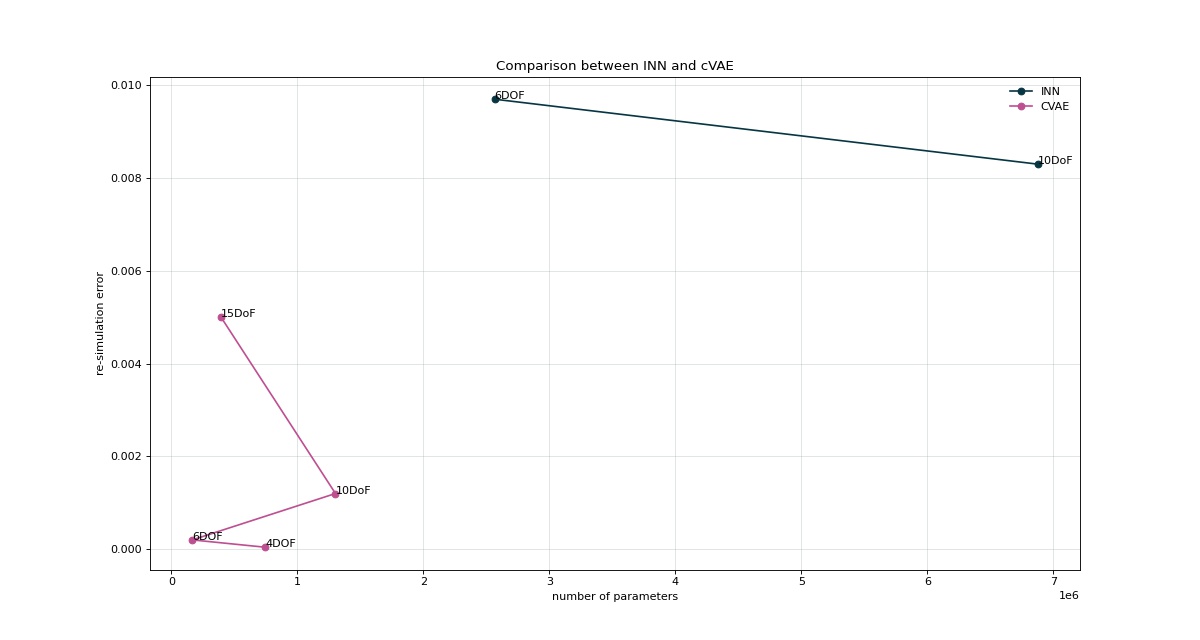 Comparison between INN and cVAE
INN
CVAE
6DOF
10DoF
15DoF
10DoF
6DOF
4DOF
re-simulation error
0.010
0.008
0.006
0.004
0.002
0.000
0 1 2 3 4 5 6 7
1e6
number of parameters